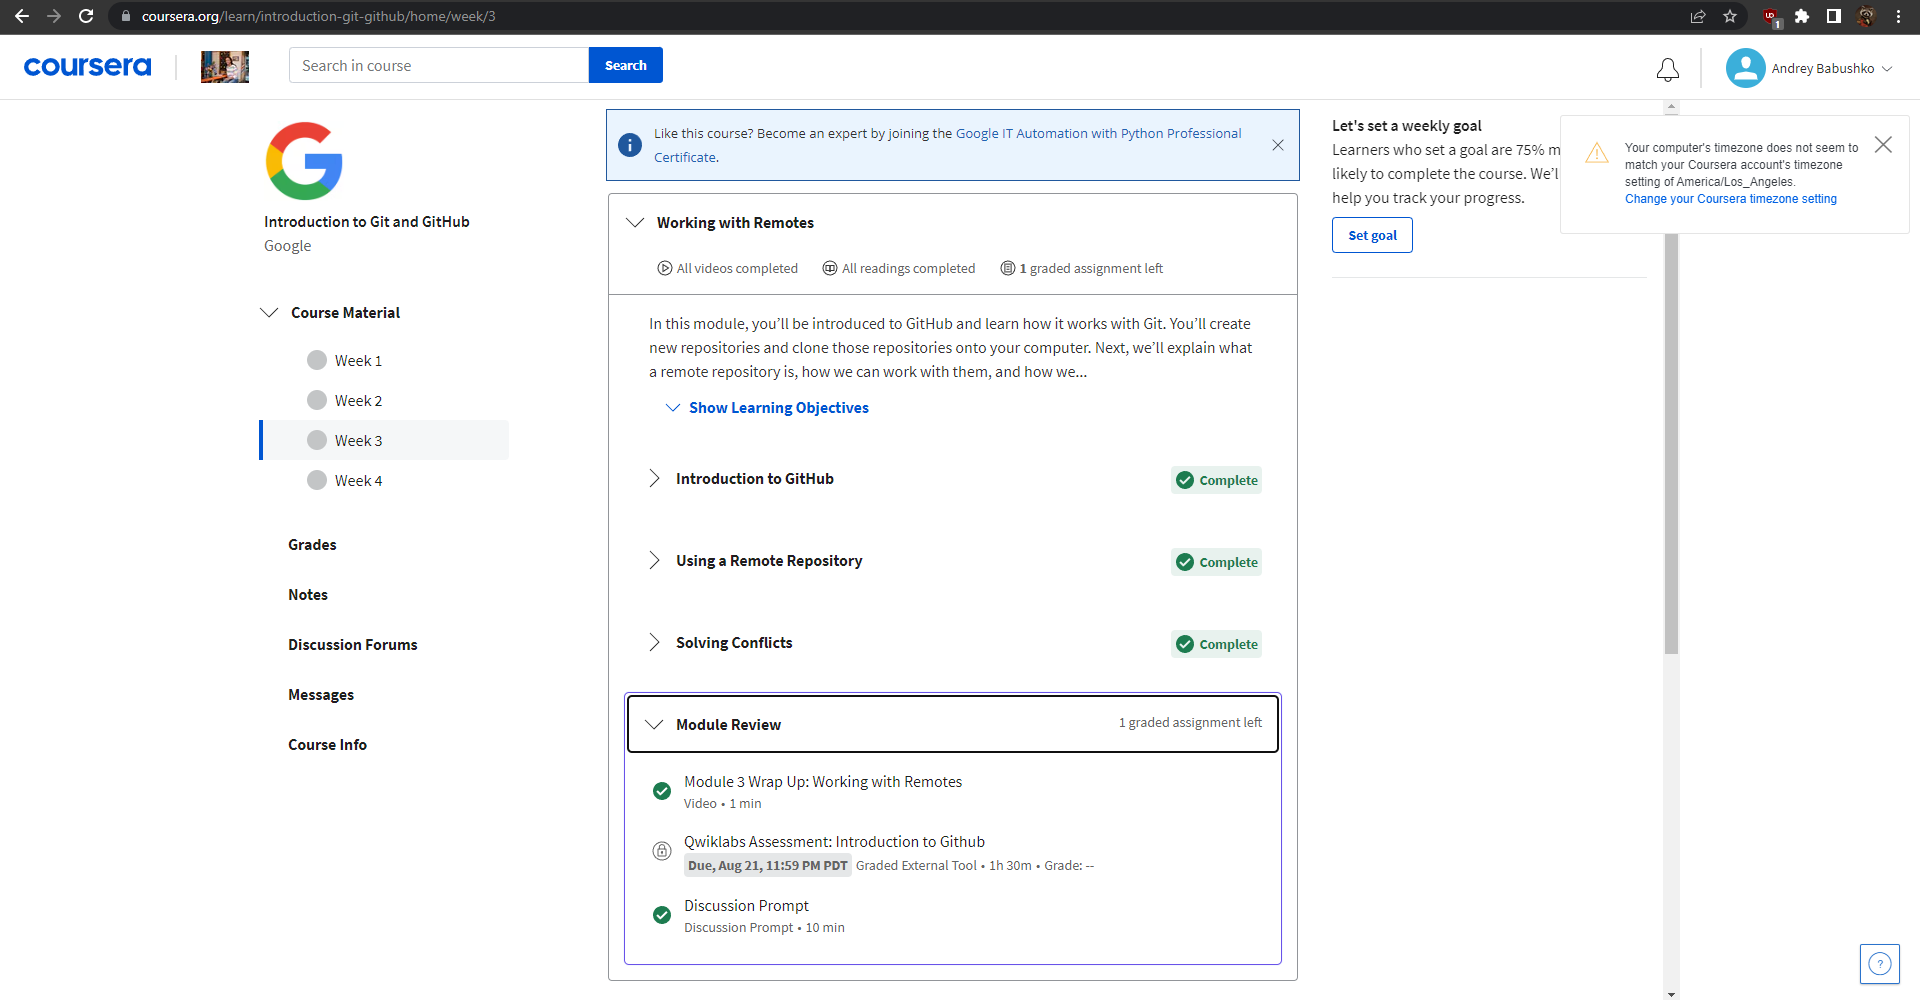 coursera.org/learn/introduction-git-github/home/week/3
UD
1
coursera
Search in course
Search
Andrey Babushko
Introduction to Git and GitHub
Google
Course Material
Week 1
Week 2
Week 3
Week 4
Grades
Notes
Discussion Forums
Messages
Course Info
Like this course? Become an expert by joining the Google IT Automation with Python Professional
Certificate.
Working with Remotes
All videos completed
All readings completed
1 graded assignment left
In this module, you’ll be introduced to GitHub and learn how it works with Git. You’ll create
new repositories and clone those repositories onto your computer. Next, we’ll explain what
a remote repository is, how we can work with them, and how we...
Show Learning Objectives
Introduction to GitHub
Complete
Using a Remote Repository
Complete
Solving Conflicts
Complete
Module Review
1 graded assignment left
Module 3 Wrap Up: Working with Remotes
Video • 1 min
Qwiklabs Assessment: Introduction to Github
Due, Aug 21, 11:59 PM PDT Graded External Tool • 1h 30m • Grade: --
Discussion Prompt
Discussion Prompt • 10 min
Let's set a weekly goal
Learners who set a goal are 75% m
likely to complete the course. We’l
help you track your progress.
Set goal
Your computer's timezone does not seem to
match your Coursera account's timezone
setting of America/Los_Angeles.
Change your Coursera timezone setting
?